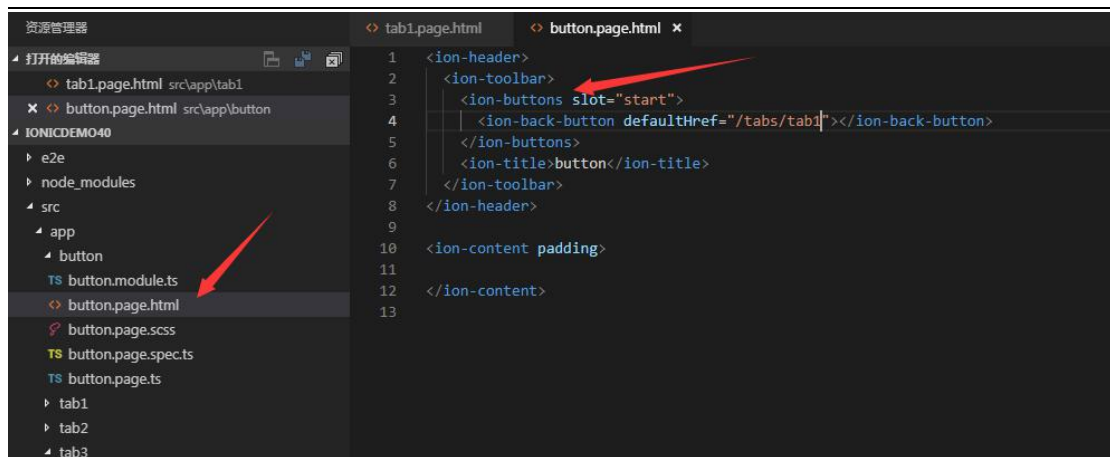 资源管理器
打开的编辑器
tab1.page.html src\app\tab1
button.page.html src\app\button
IONICDEMO40
e2e
node_modules
src
app
button
TS button.module.ts
button.page.html
button.page.scss
TS button.page.spec.ts
TS button.page.ts
tab1
tab2
tab3
tab1.page.html button.page.html
1 <ion-header>
2 <ion-toolbar>
3 <ion-buttons slot="start">
4 <ion-back-button defaultHref="/tabs/tab1"></ion-back-button>
5 </ion-buttons>
6 <ion-title>button</ion-title>
7 </ion-toolbar>
8 </ion-header>
9
10 <ion-content padding>
11
12 </ion-content>
13